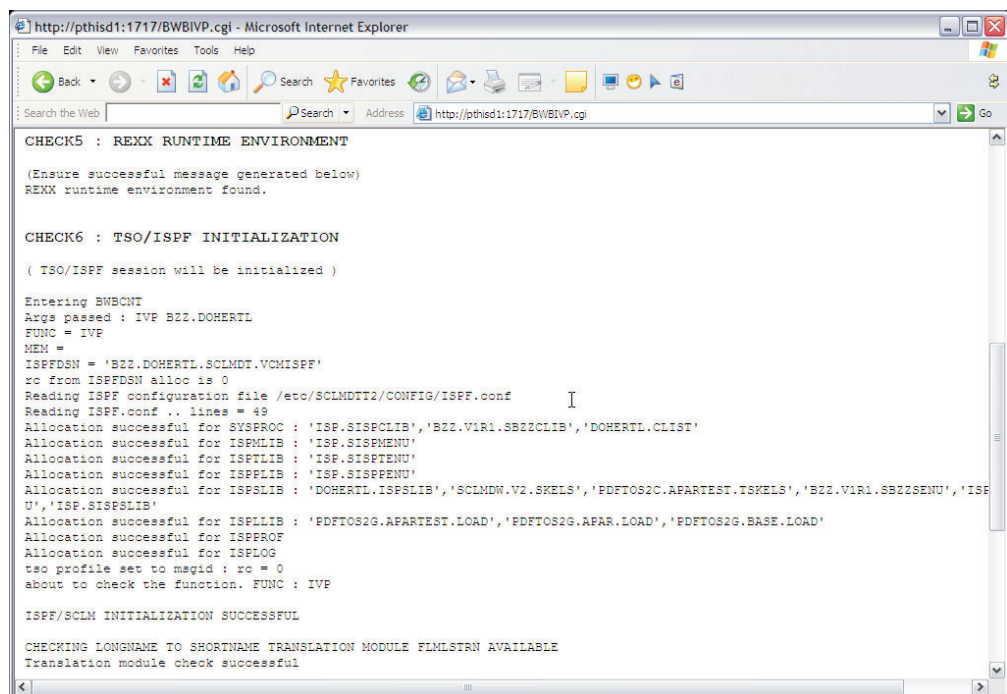 http://pthisd1:1717/BWBIVP.cgi - Microsoft Internet Explorer
File Edit View Favorites Tools Help
Back Search Favorites
Search the Web Search Address http://pthisd1:1717/BWBIVP.cgi Go
CHECK5 : REXX RUNTIME ENVIRONMENT
(Ensure successful message generated below)
REXX runtime environment found.
CHECK6 : TSO/ISPF INITIALIZATION
( TSO/ISPF session will be initialized )
Entering BWBCNT
Args passed : IVP BZZ.DOHERTL
FUNC = IVP
MEM =
ISPFDSN = 'BZZ.DOHERTL.SCLMDT.VCMISPF'
rc from ISPFDSN alloc is 0
Reading ISPF configuration file /etc/SCLMDTT2/CONFIG/ISPF.conf
Reading ISPF.conf .. lines = 49
Allocation successful for SYSPROC : 'ISP.SISPCLIB','BZZ.V1R1.SBZZCLIB','DOHERTL.CLIST'
Allocation successful for ISPMLIB : 'ISP.SISPMENU'
Allocation successful for ISPTLIB : 'ISP.SISPTENU'
Allocation successful for ISPPLIB : 'ISP.SISPPENU'
Allocation successful for ISPSLIB : 'DOHERTL.ISPSLIB','SCLMDW.V2.SKELS','PDFTOS2C.APARTEST.TSKELS','BZZ.V1R1.SBZZSENU','ISP
U','ISP.SISPSLIB'
Allocation successful for ISPLLIB : 'PDFTOS2G.APARTEST.LOAD','PDFTOS2G.APAR.LOAD','PDFTOS2G.BASE.LOAD'
Allocation successful for ISPPROF
Allocation successful for ISPLOG
tso profile set to msgid : rc = 0
about to check the function. FUNC : IVP
ISPF/SCLM INITIALIZATION SUCCESSFUL
CHECKING LONGNAME TO SHORTNAME TRANSLATION MODULE FLMLSTRN AVAILABLE
Translation module check successful